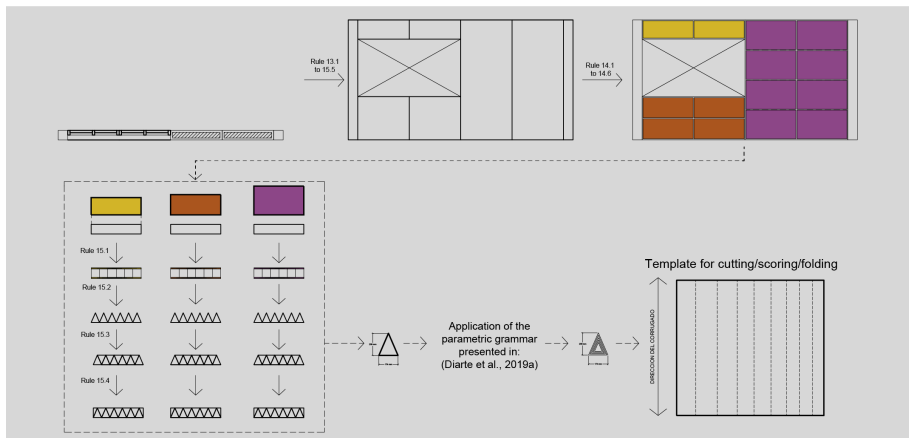 Rule 13.1
to 15.5
Rule 14.1
to 14.6
Rule 15.1
Rule 15.2
Rule 15.3
Rule 15.4
Application of the
parametric grammar
presented in:
(Diarte et al., 2019a)
Template for cutting/scoring/folding
DIRECCION DEL CORRUGADO